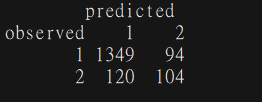 predicted
observed 1 2
1 1349 94
2 120 104